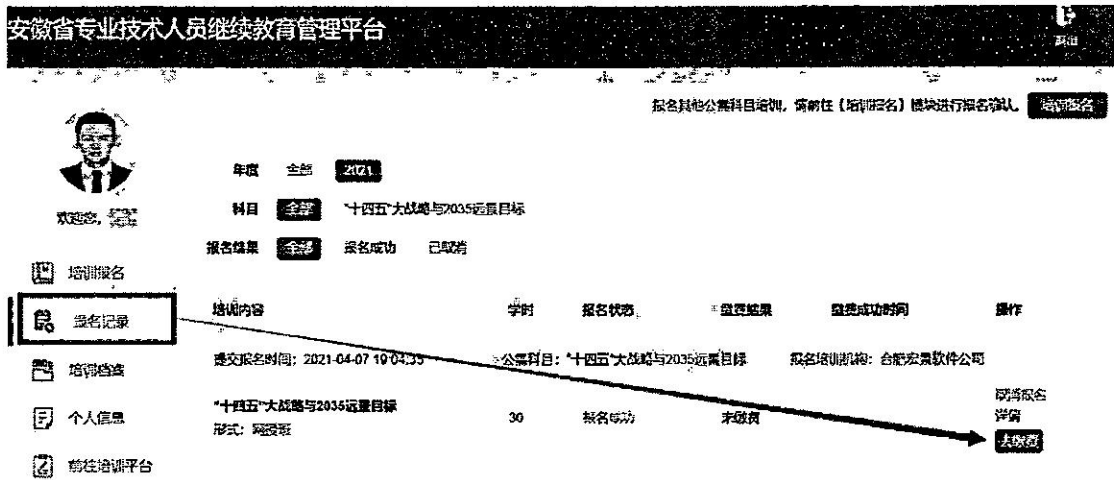 安徽省专业技术人员继续教育管理平台
退出
报名其他公需科目培训，请前往【培训报名】模块进行报名确认。 培训报名
年度 全部 2021
科目 全部 "十四五"大战略与2035远景目标
报名结果 全部 报名成功 已取消
欢迎您，
培训报名
报名记录
培训档案
个人信息
前往培训平台
培训内容 学时 报名状态 缴费结果 缴费成功时间 操作
提交报名时间：2021-04-07 19:04:35 公需科目："十四五"大战略与2035远景目标 报名培训机构：合肥宏景软件公司
"十四五"大战略与2035远景目标 30 报名成功 未缴费
形式：网授班
取消报名
详情
去缴费